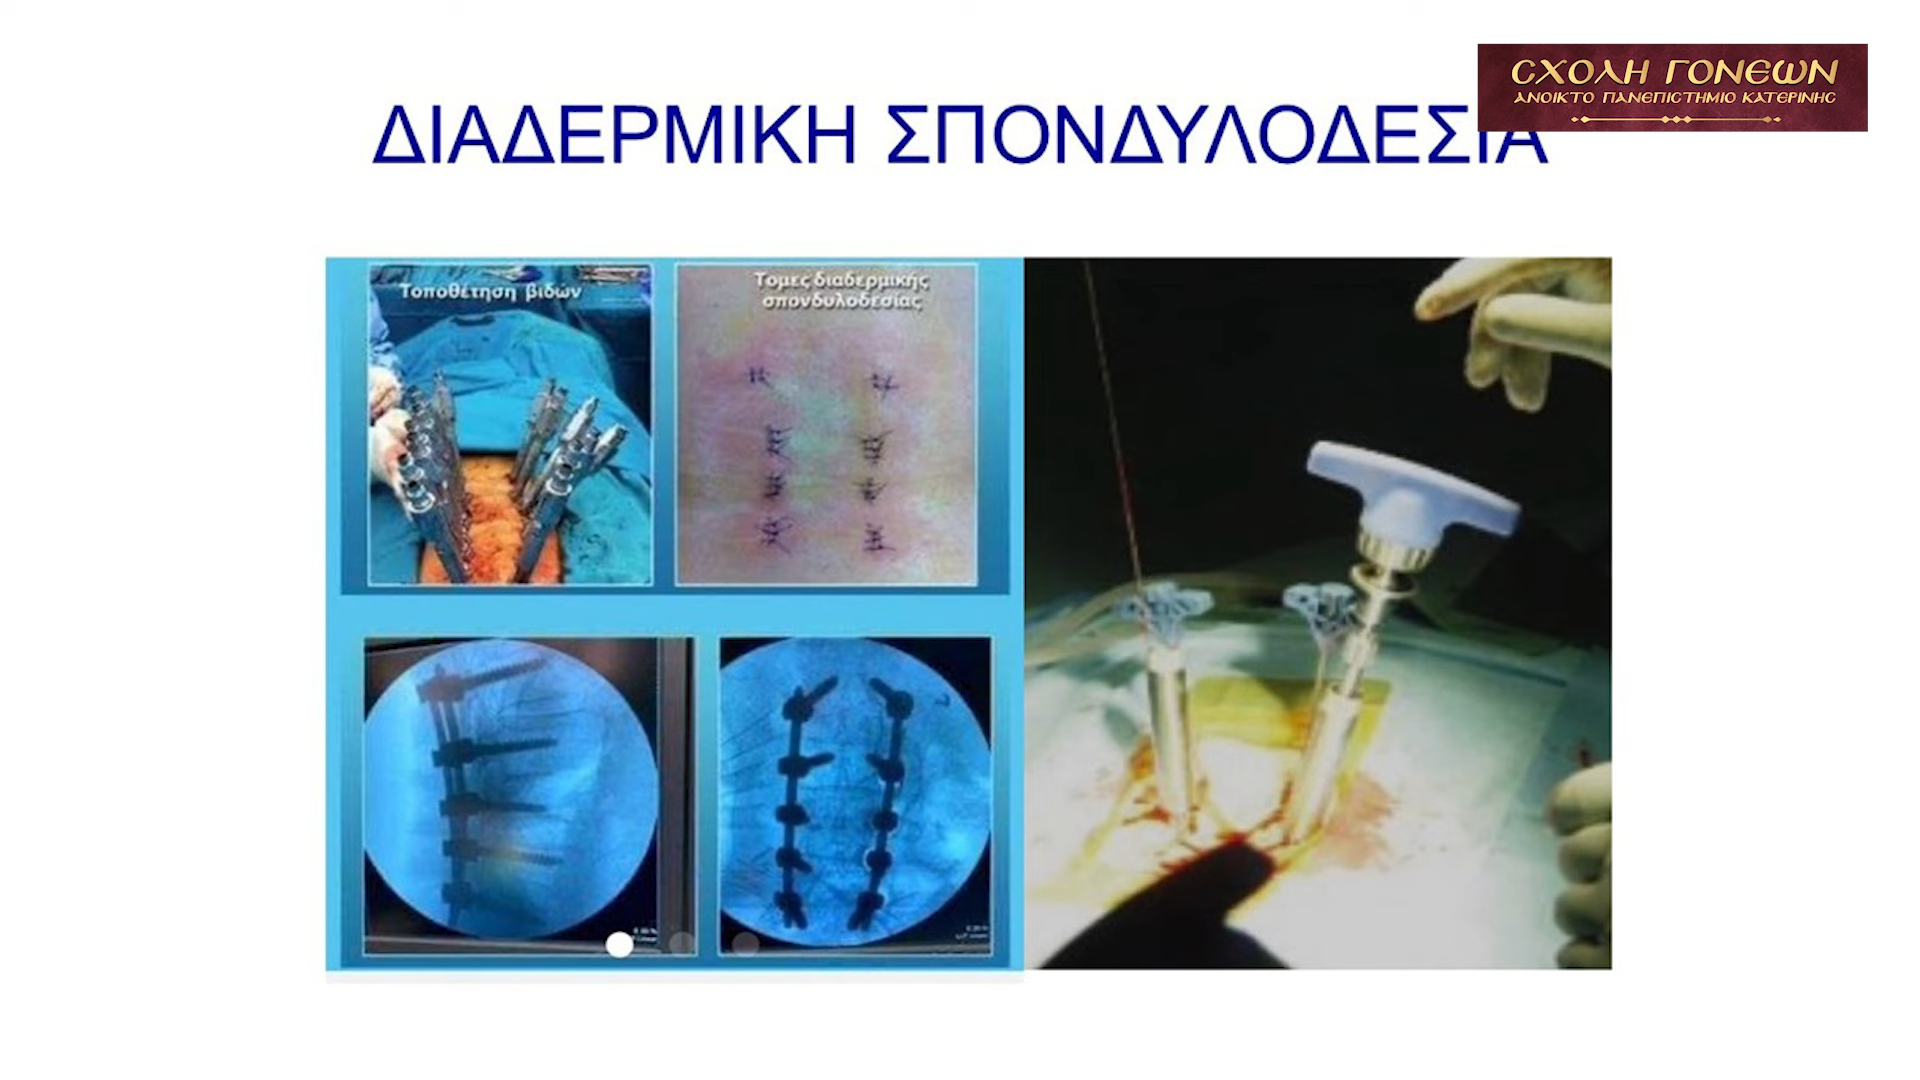 ΣΧΟΛΗ ΓΟΝΕΩΝ
ΑΝΟΙΚΤΟ ΠΑΝΕΠΙΣΤΗΜΙΟ ΚΑΤΕΡΙΝΗΣ
ΔΙΑΔΕΡΜΙΚΗ ΣΠΟΝΔΥΛΟΔΕΣΙΑ
Τοποθέτηση βιδών
Τομες διαδερμικής
σπονδυλοδεσίας